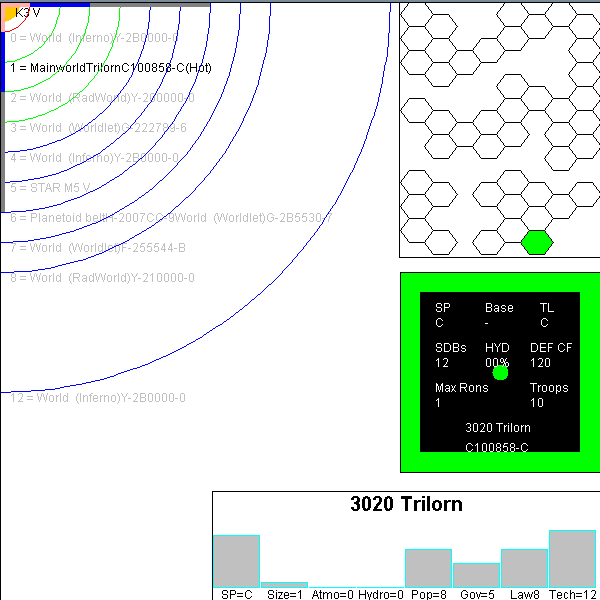 K3 V
0 = World  (Inferno)Y-2B0000-0
1 = MainworldTrilornC100858-C(Hot)
2 = World  (RadWorld)Y-200000-0
3 = World  (Worldlet)G-222789-6
4 = World  (Inferno)Y-2B0000-0
5 = STAR M5 V
6 = Planetoid beltH-2007CC-9World  (Worldlet)G-2B5530-7
7 = World  (Worldlet)F-255544-B
8 = World  (RadWorld)Y-210000-0
12 = World  (Inferno)Y-2B0000-0
SP Base TL
C - C
SDBs HYD DEF CF
12 00% 120
Max Rons Troops
1 10
3020 Trilorn
C100858-C
3020 Trilorn
SP=C Size=1 Atmo=0 Hydro=0 Pop=8 Gov=5 Law8 Tech=12